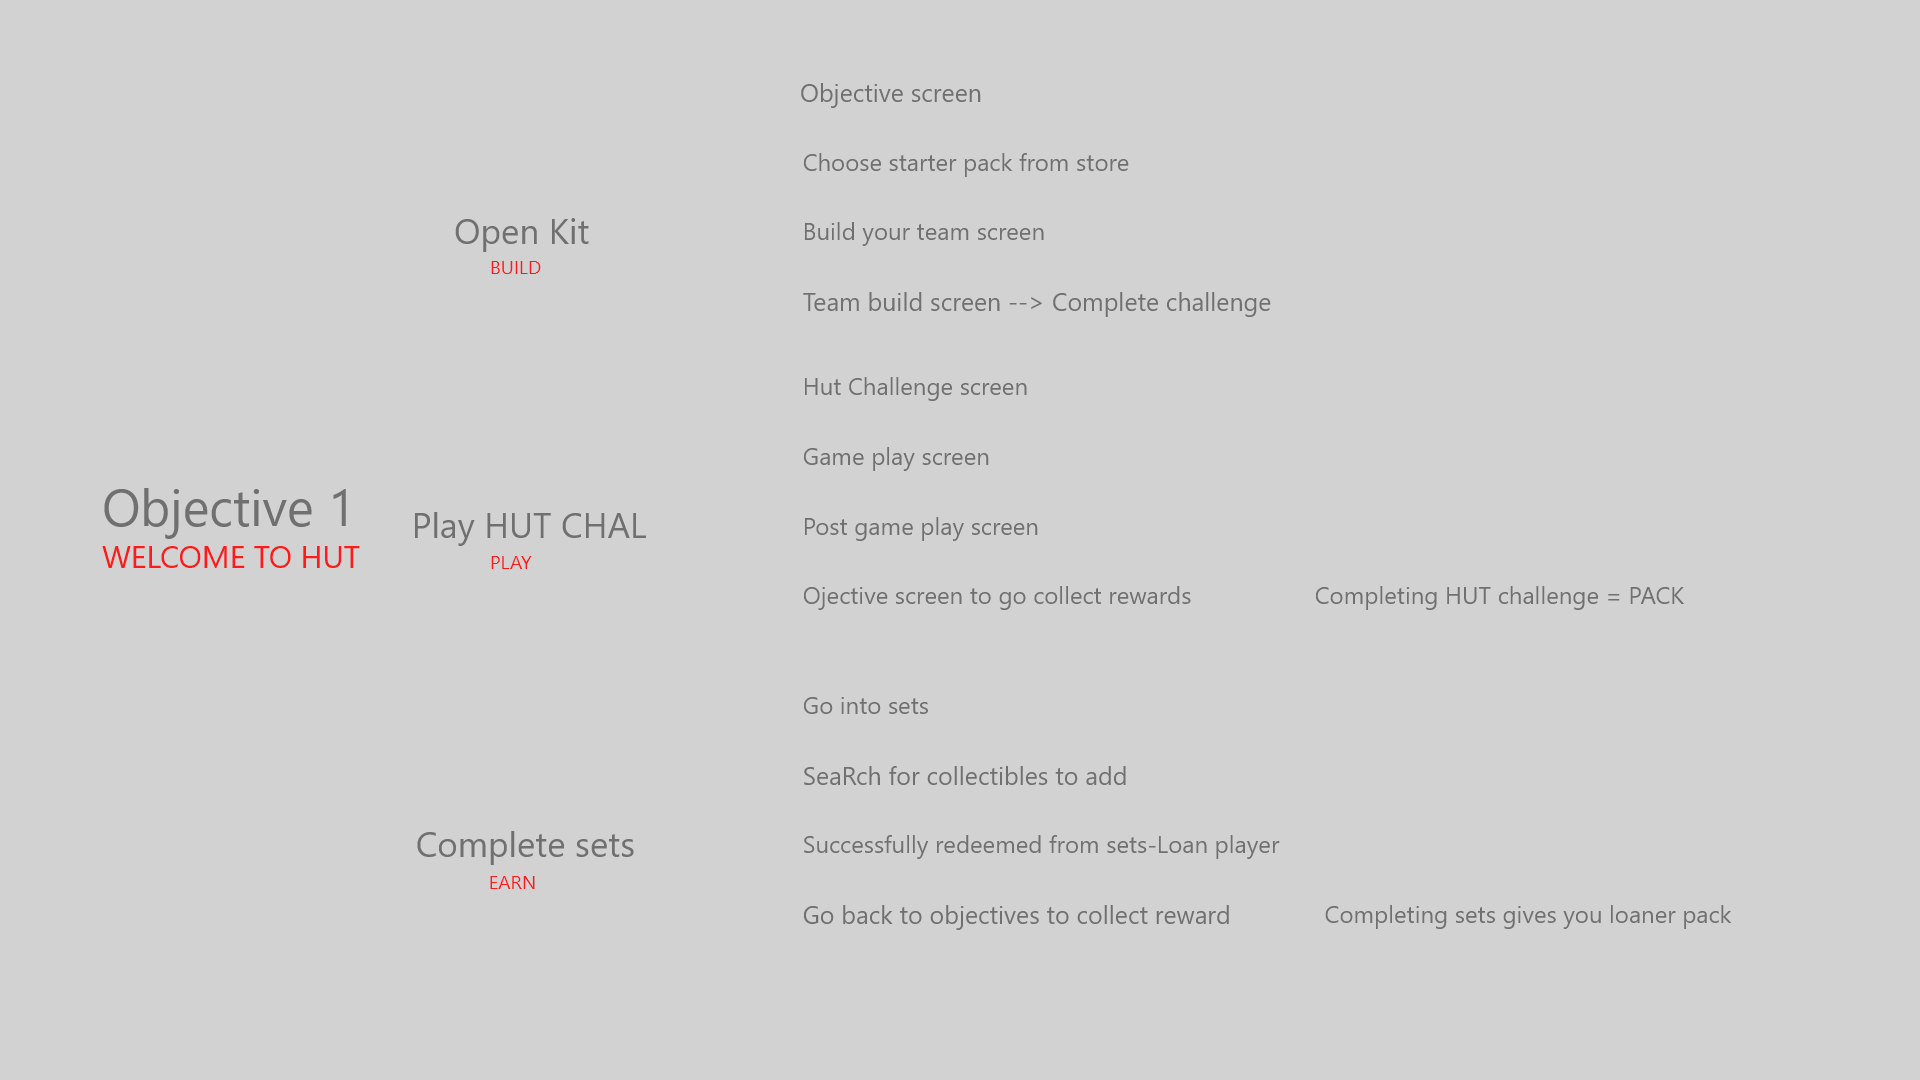 Objective 1
WELCOME TO HUT
Open Kit
BUILD
Objective screen
Choose starter pack from store
Build your team screen
Team build screen --> Complete challenge
Play HUT CHAL
PLAY
Hut Challenge screen
Game play screen
Post game play screen
Ojective screen to go collect rewards
Completing HUT challenge = PACK
Complete sets
EARN
Go into sets
SeaRch for collectibles to add
Successfully redeemed from sets-Loan player
Go back to objectives to collect reward
Completing sets gives you loaner pack